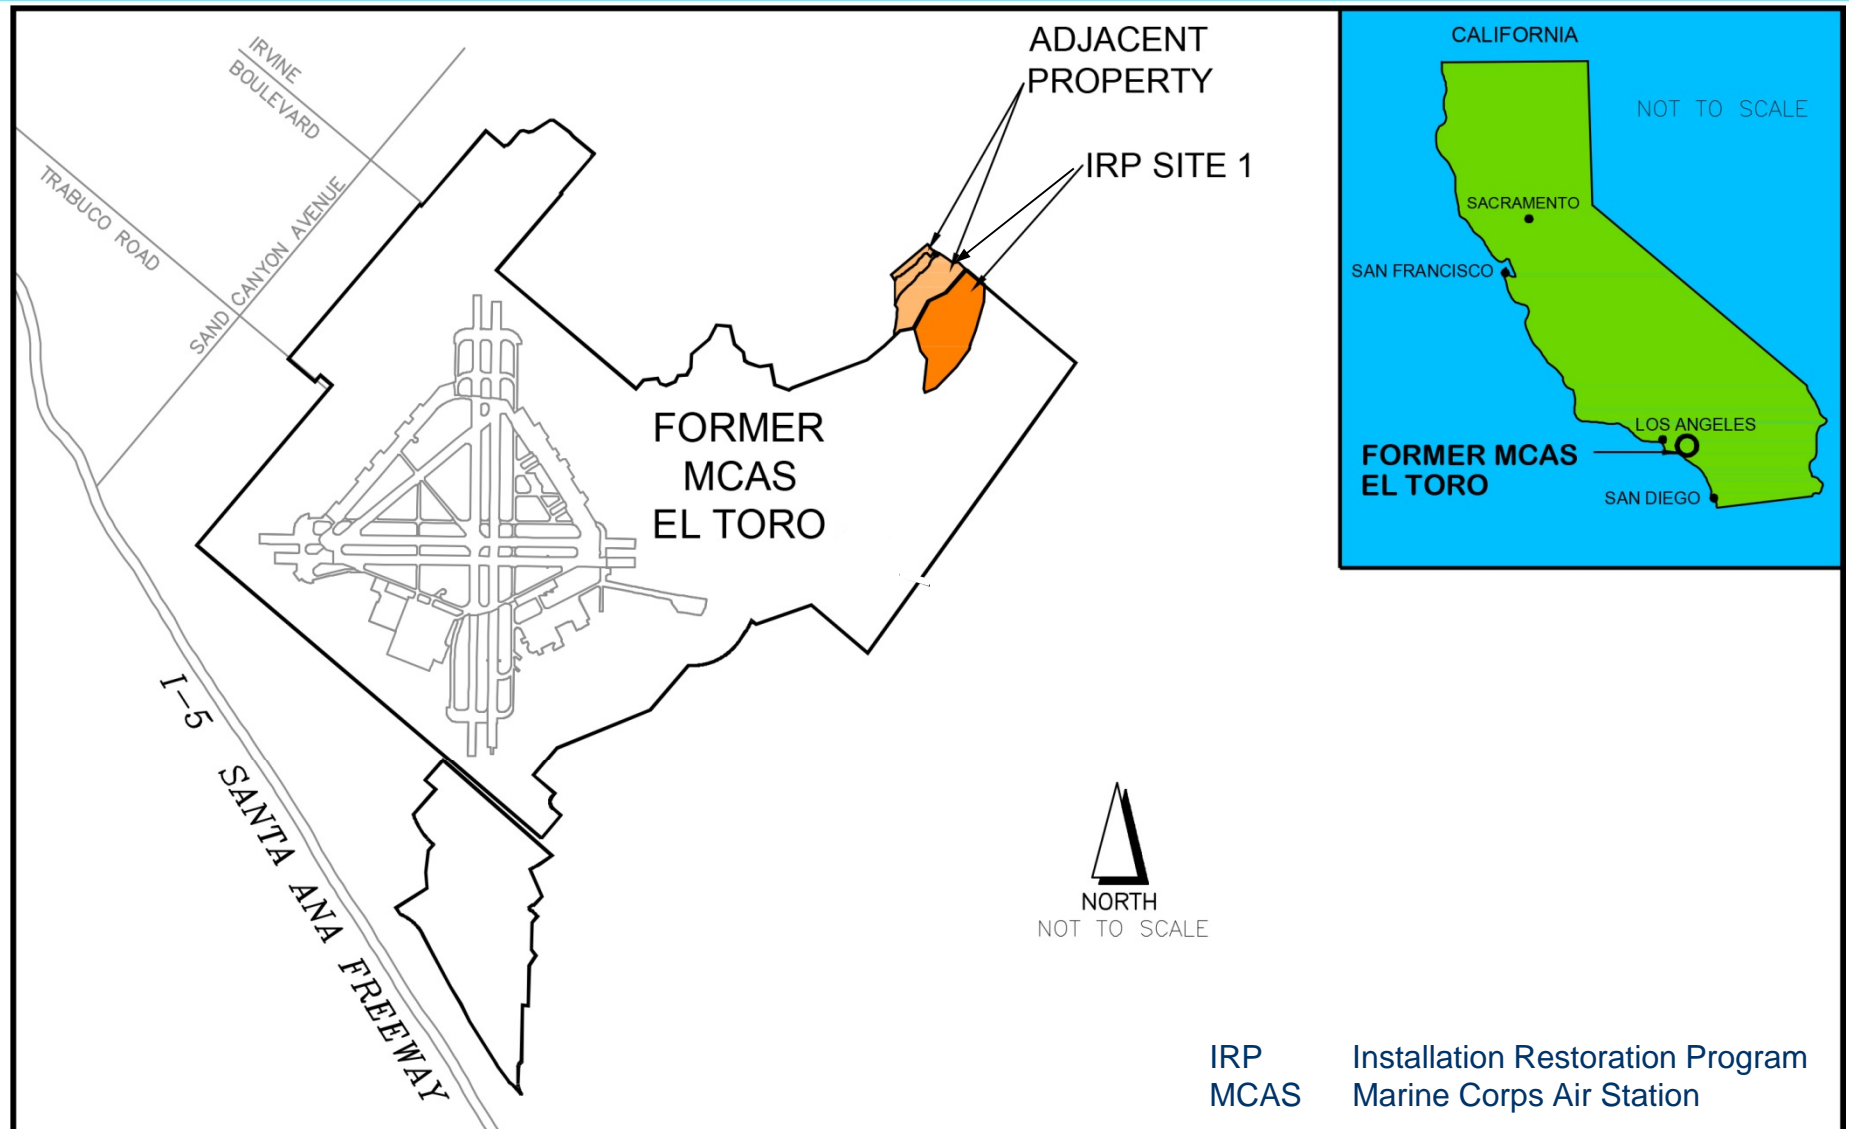 IRVINE
BOULEVARD
TRABUCO ROAD
SAND CANYON AVENUE
ADJACENT
PROPERTY
IRP SITE 1
FORMER
MCAS
EL TORO
I-5 SANTA ANA FREEWAY
NORTH
NOT TO SCALE
CALIFORNIA
NOT TO SCALE
SACRAMENTO
SAN FRANCISCO
LOS ANGELES
FORMER MCAS
EL TORO
SAN DIEGO
IRP Installation Restoration Program
MCAS Marine Corps Air Station